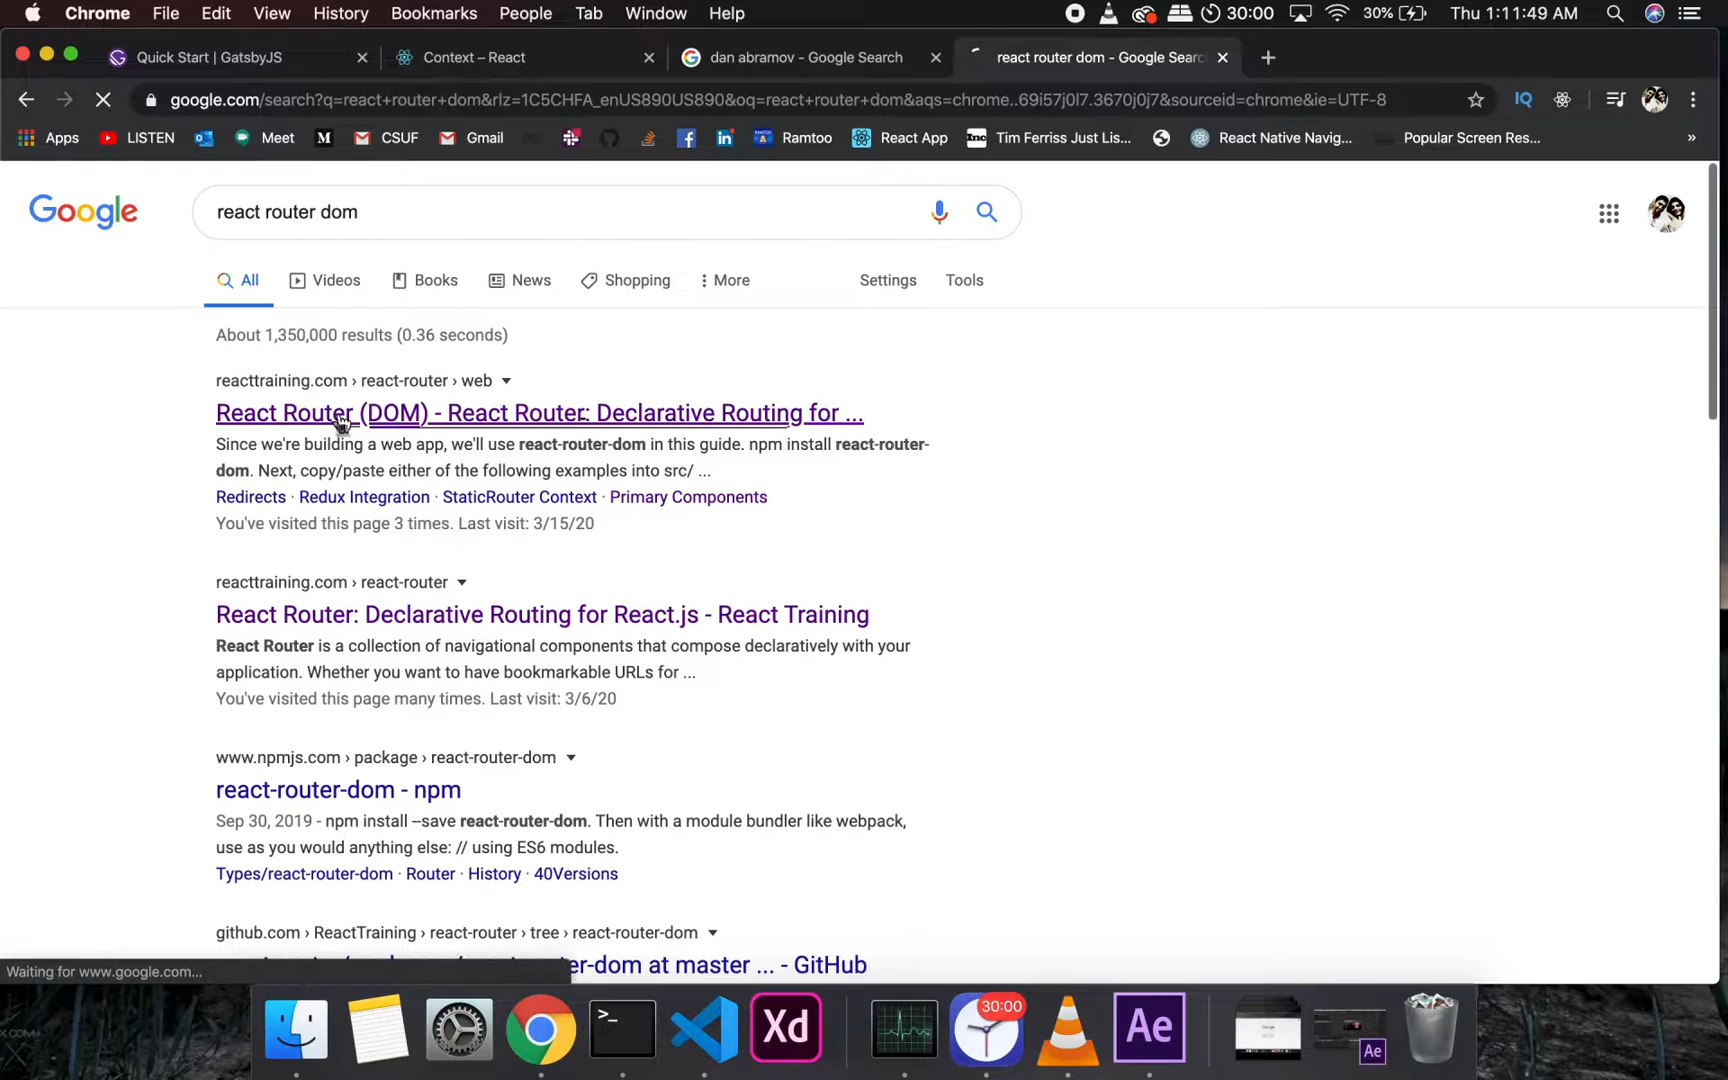 Chrome File Edit View History Bookmarks People Tab Window Help 30:00 30% Thu 1:11:49 AM
Quick Start | GatsbyJS Context – React dan abramov - Google Search react router dom - Google Sear
google.com/search?q=react+router+dom&rlz=1C5CHFA_enUS890US890&oq=react+router+dom&aqs=chrome..69i57j0l7.3670j0j7&sourceid=chrome&ie=UTF-8 IQ
Apps LISTEN Meet M CSUF Gmail Ramtoo React App Inc Tim Ferriss Just Lis... React Native Navig... Popular Screen Res... »
Google react router dom
All Videos Books News Shopping More Settings Tools
About 1,350,000 results (0.36 seconds)
reacttraining.com › react-router › web
React Router (DOM) - React Router: Declarative Routing for ...
Since we're building a web app, we'll use react-router-dom in this guide. npm install react-router-
dom. Next, copy/paste either of the following examples into src/ ...
Redirects · Redux Integration · StaticRouter Context · Primary Components
You've visited this page 3 times. Last visit: 3/15/20
reacttraining.com › react-router
React Router: Declarative Routing for React.js - React Training
React Router is a collection of navigational components that compose declaratively with your
application. Whether you want to have bookmarkable URLs for ...
You've visited this page many times. Last visit: 3/6/20
www.npmjs.com › package › react-router-dom
react-router-dom - npm
Sep 30, 2019 - npm install --save react-router-dom. Then with a module bundler like webpack,
use as you would anything else: // using ES6 modules.
Types/react-router-dom · Router · History · 40Versions
github.com › ReactTraining › react-router › tree › react-router-dom
er-dom at master ... - GitHub
Waiting for www.google.com...
>_ Xd 30:00 Ae Ae